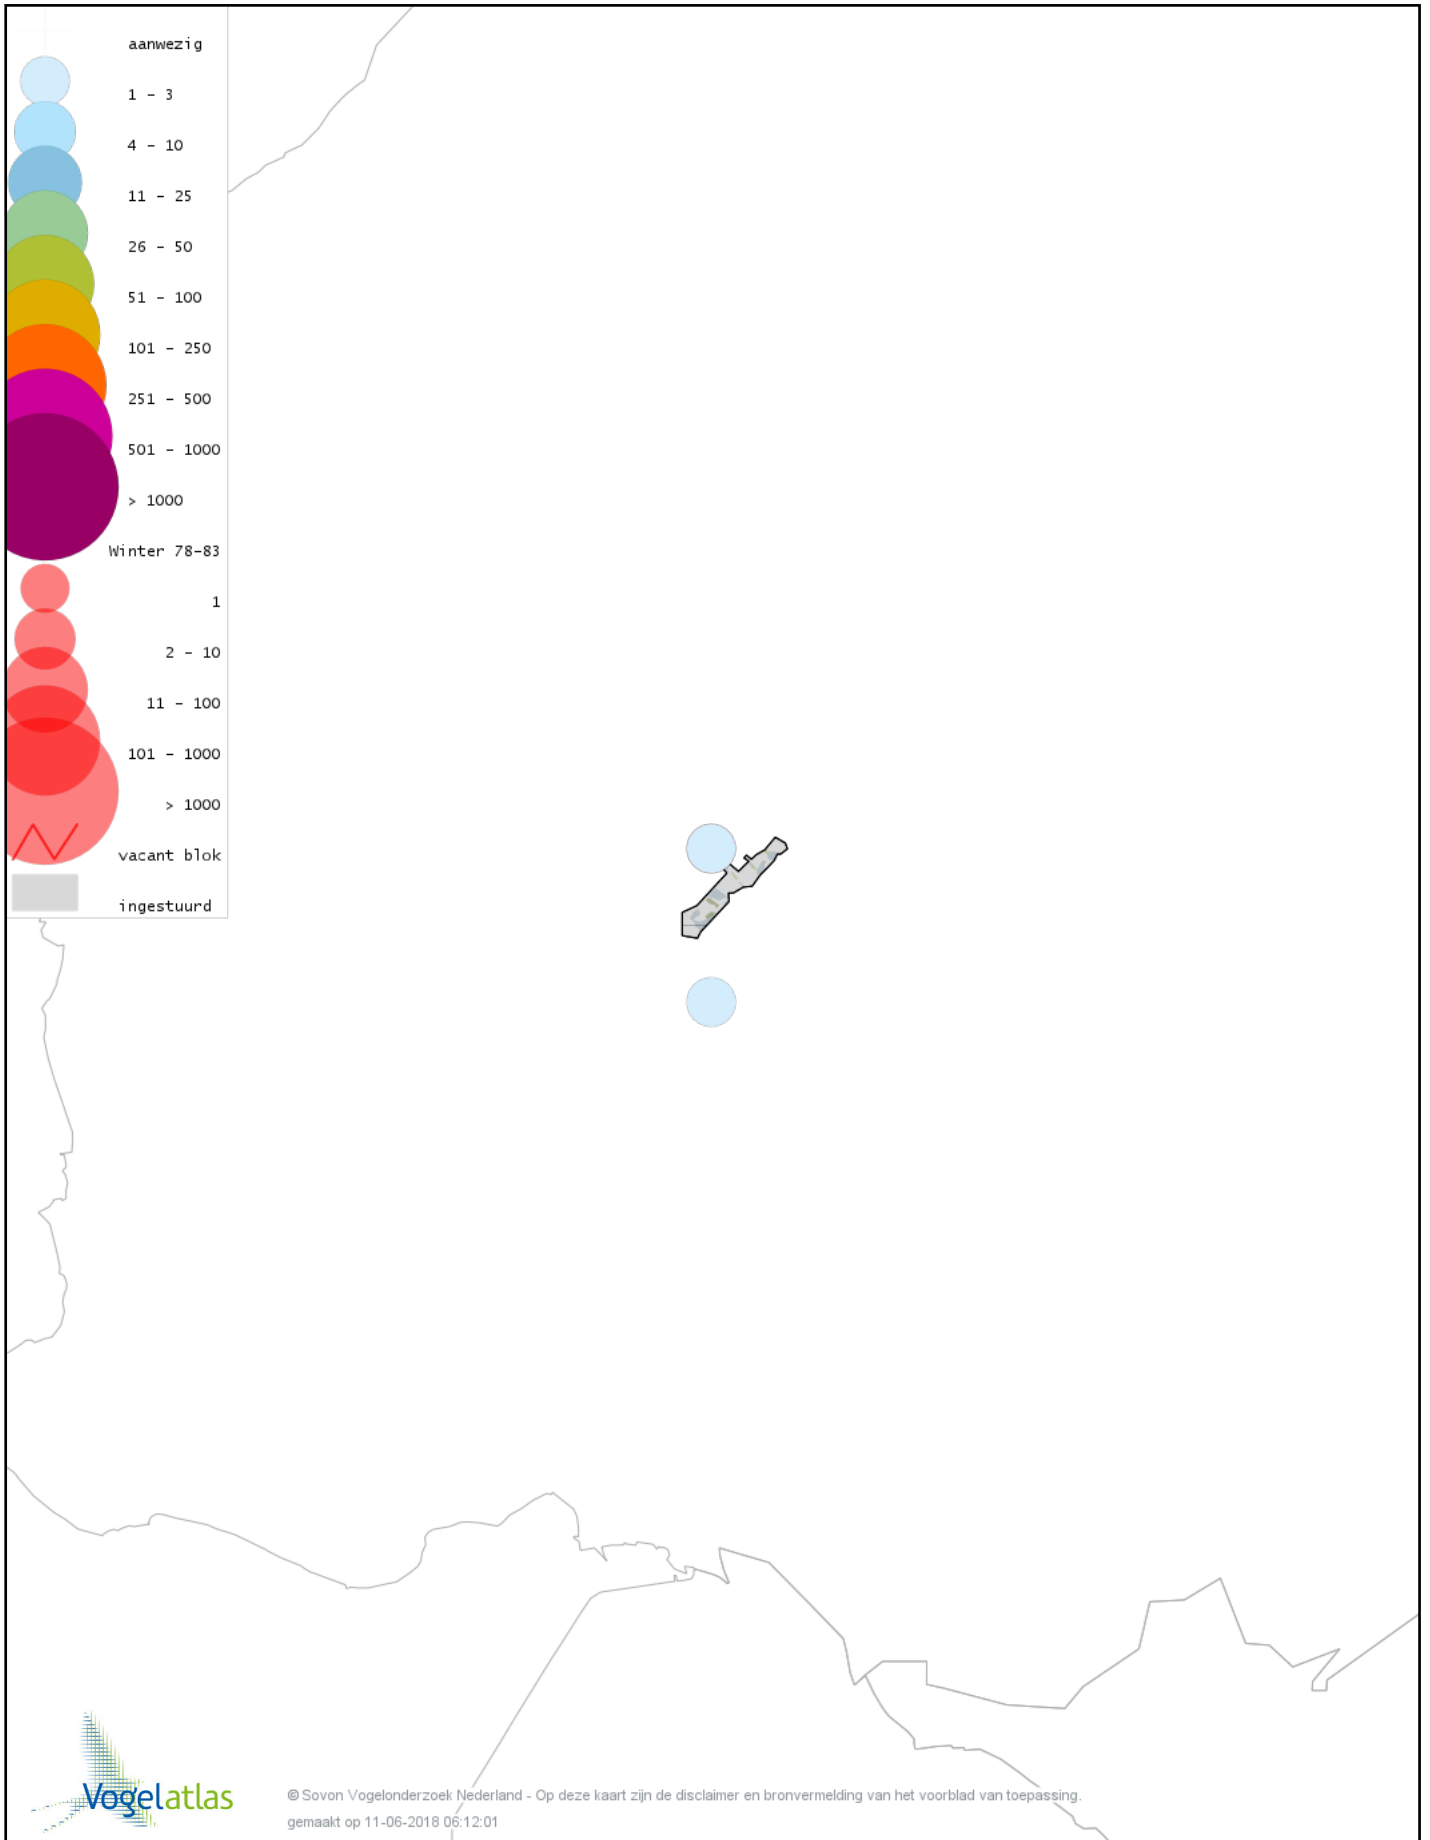 aanwezig
1 - 3
4 - 10
11 - 25
26 - 50
51 - 100
101 - 250
251 - 500
501 - 1000
> 1000
Winter 78-83
1
2 - 10
11 - 100
101 - 1000
> 1000
vacant blok
ingestuurd
Vogelatlas
© Sovon Vogelonderzoek Nederland - Op deze kaart zijn de disclaimer en bronvermelding van het voorblad van toepassing.
gemaakt op 11-06-2018 06:12:01